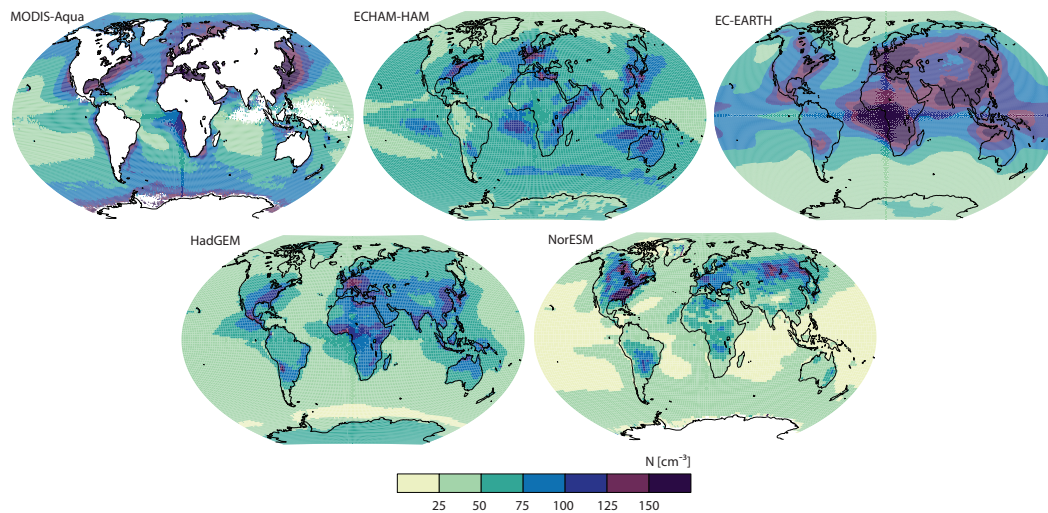 MODIS-Aqua
ECHAM-HAM
EC-EARTH
HadGEM
NorESM
N [cm⁻³]
25 50 75 100 125 150